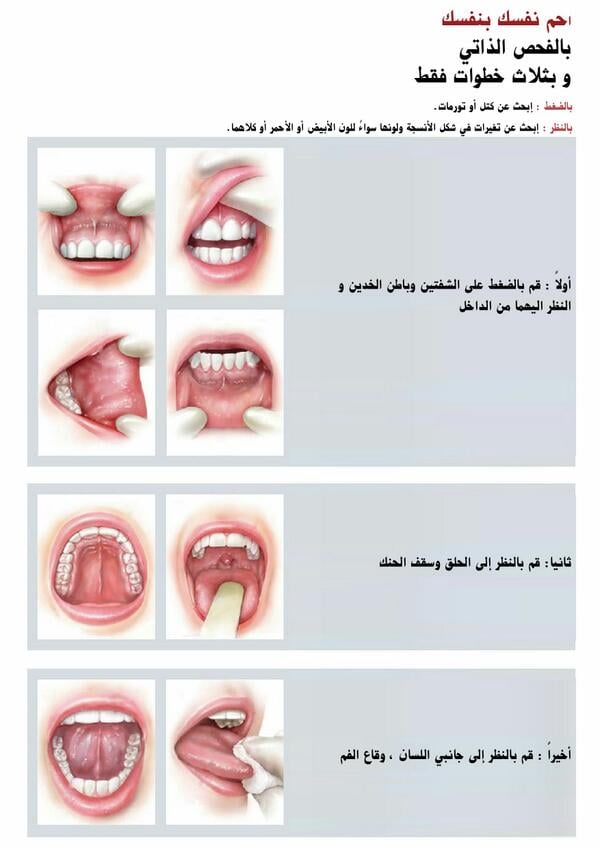 احم نفسك بنفسك
بالفحص الذاتي
و بثلاث خطوات فقط
بالضغط : إبحث عن كتل أو تورمات.
بالنظر : إبحث عن تغيرات في شكل الأنسجة ولونها سواءً للون الأبيض أو الأحمر أو كلاهما.
أولاً : قم بالضغط على الشفتين وباطن الخدين و
النظر اليهما من الداخل
ثانيا: قم بالنظر إلى الحلق وسقف الحنك
أخيراً : قم بالنظر إلى جانبي اللسان ، وقاع الفم